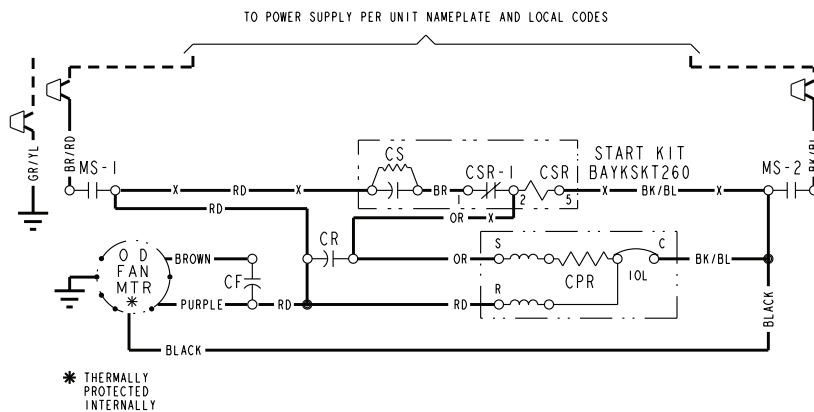 TO POWER SUPPLY PER UNIT NAMEPLATE AND LOCAL CODES
GR/YL
BR/RD
BK/BL
MS-1
CS
CSR-1
CSR
START KIT
BAYKSKT260
MS-2
X RD X
BR
1
2
5
X BK/BL X
RD
OR X
O D
FAN
MTR
*
BROWN
CF
PURPLE
RD
CR
OR
S
C
CPR
IOL
BK/BL
R
RD
BLACK
BLACK
* THERMALLY
PROTECTED
INTERNALLY